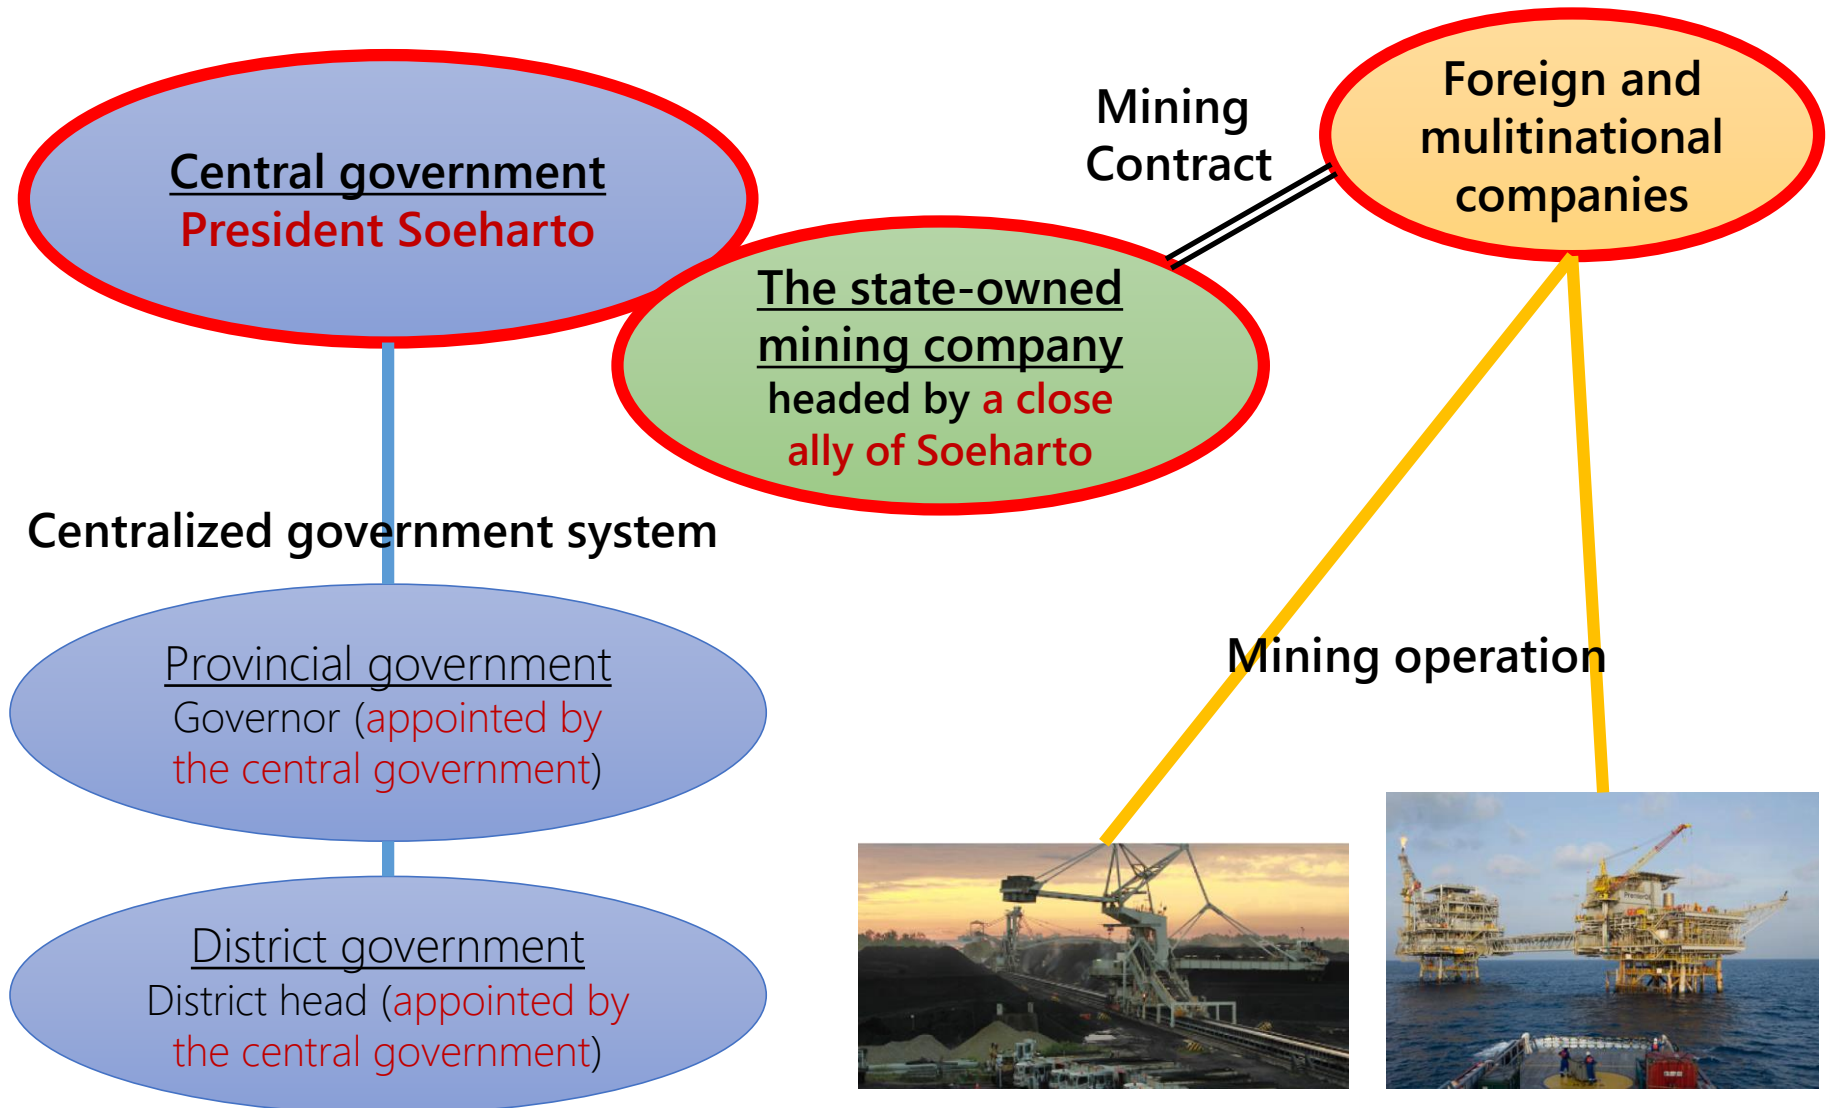 Central government
President Soeharto
Mining
Contract
Foreign and
mulitinational
companies
The state-owned
mining company
headed by a close
ally of Soeharto
Centralized government system
Provincial government
Governor (appointed by
the central government)
Mining operation
District government
District head (appointed by
the central government)